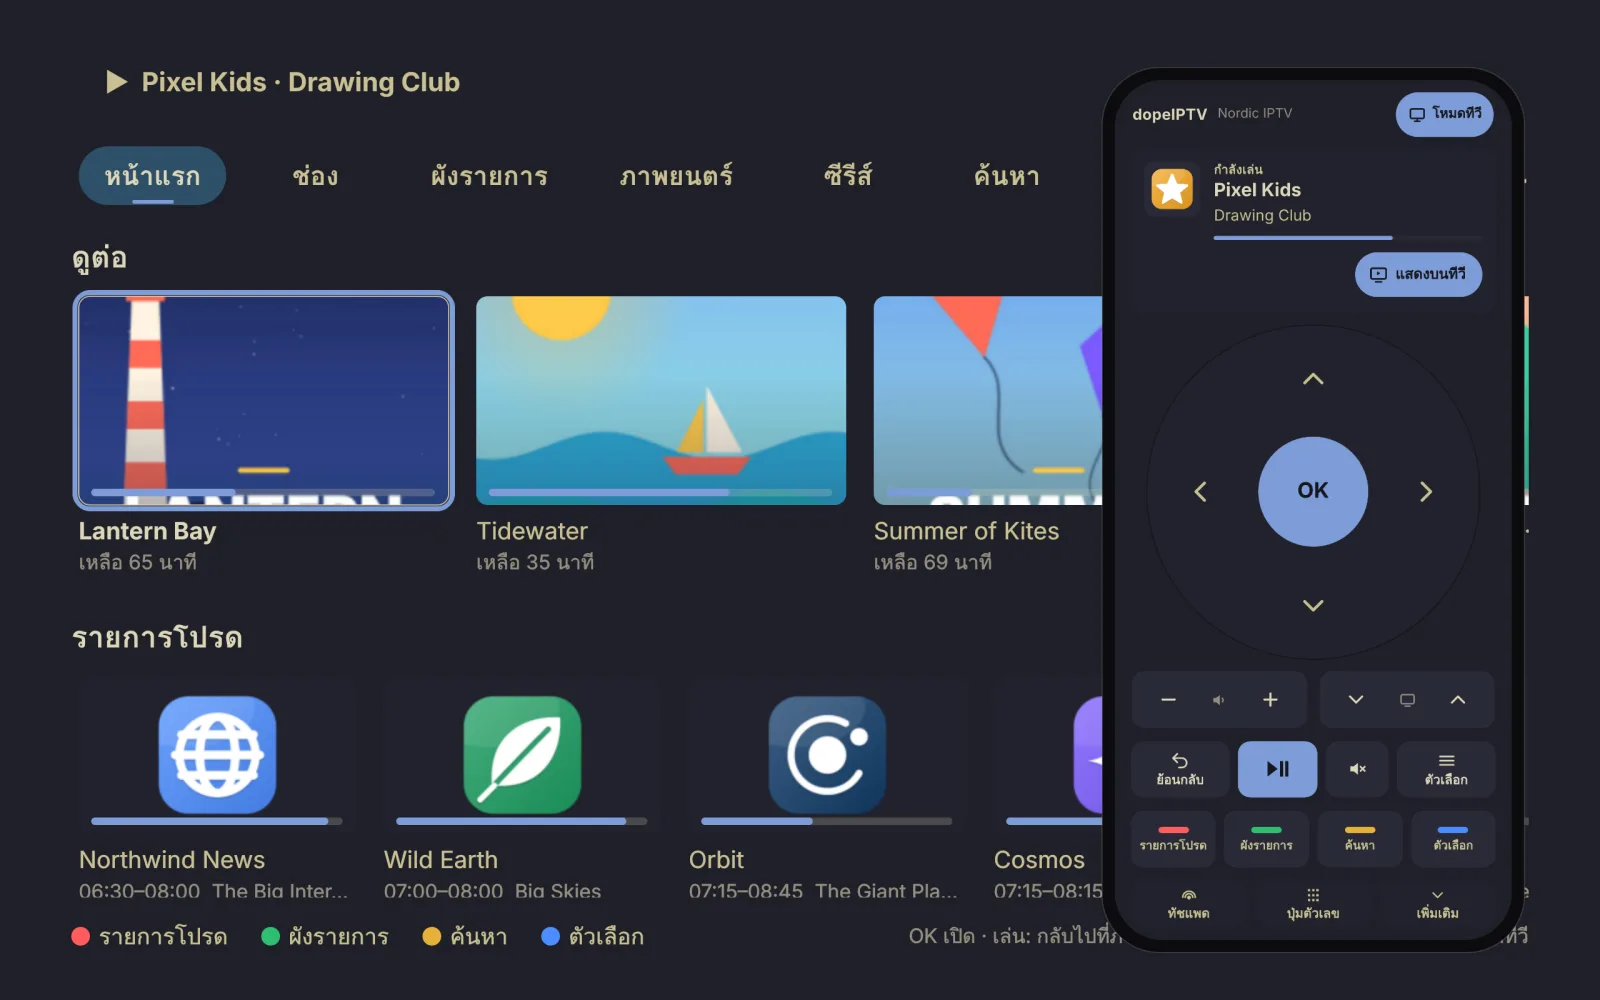 Pixel Kids · Drawing Club
หน้าแรก
ช่อง
ผังรายการ
ภาพยนตร์
ซีรีส์
ค้นหา
ดูต่อ
Lantern Bay
เหลือ 65 นาที
Tidewater
เหลือ 35 นาที
Summer of Kites
เหลือ 69 นาที
รายการโปรด
Northwind News
06:30–08:00 The Big Inter...
Wild Earth
07:00–08:00 Big Skies
Orbit
07:15–08:45 The Giant Pla...
Cosmos
07:15–08:15
รายการโปรด
ผังรายการ
ค้นหา
ตัวเลือก
OK เปิด · เล่น: กลับไปที่
dopeIPTV Nordic IPTV
โหมดทีวี
กำลังเล่น
Pixel Kids
Drawing Club
แสดงบนทีวี
OK
ย้อนกลับ
ตัวเลือก
รายการโปรด
ผังรายการ
ค้นหา
ตัวเลือก
ทัชแพด
ปุ่มตัวเลข
เพิ่มเติม